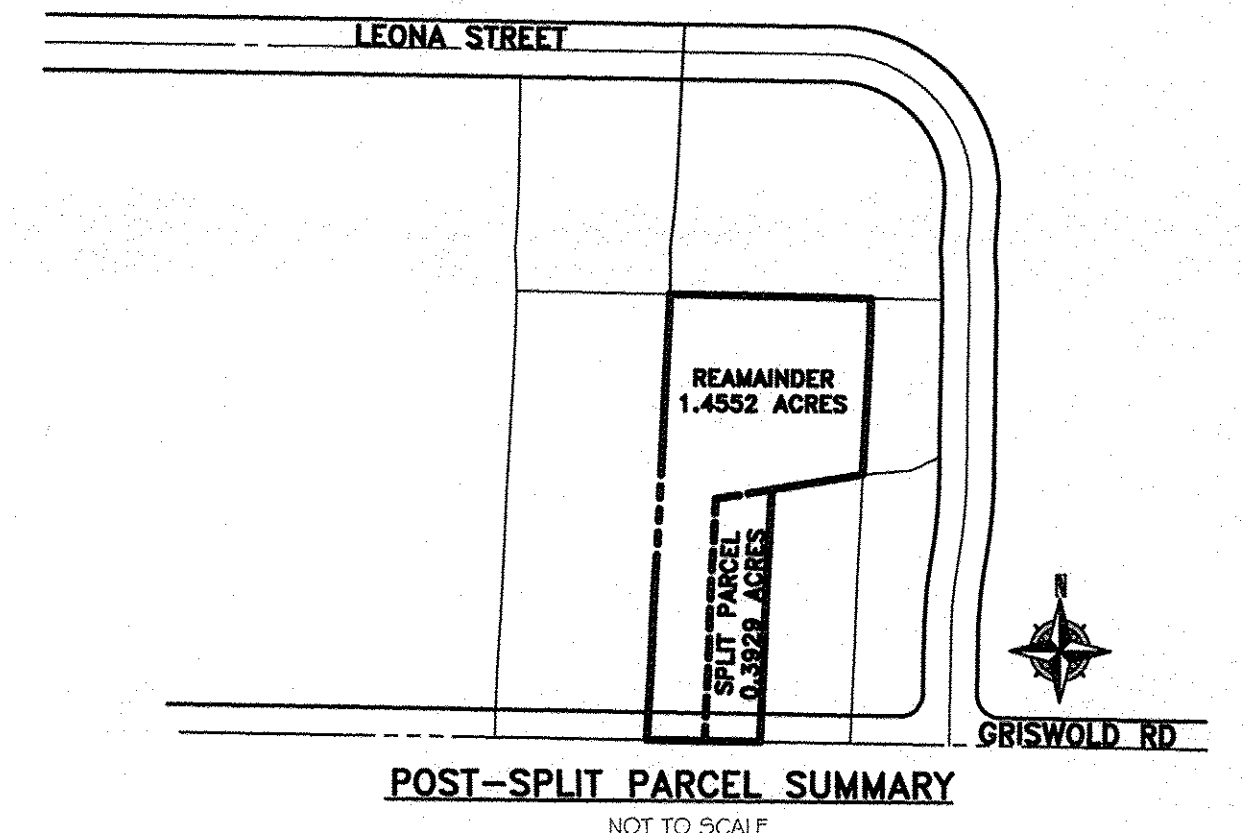 LEONA STREET
REAMAINDER
1.4552 ACRES
SPLIT PARCEL
0.3929 ACRES
N
GRISWOLD RD
POST-SPLIT PARCEL SUMMARY
NOT TO SCALE